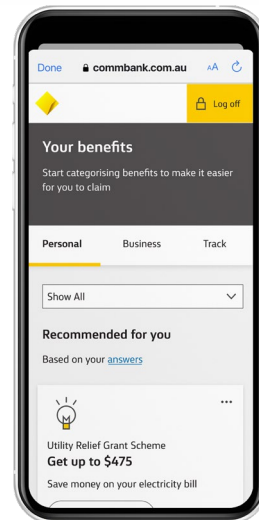 Done commbank.com.au AA
Log off
Your benefits
Start categorising benefits to make it easier
for you to claim
Personal Business Track
Show All
Recommended for you
Based on your answers
Utility Relief Grant Scheme
Get up to $475
Save money on your electricity bill